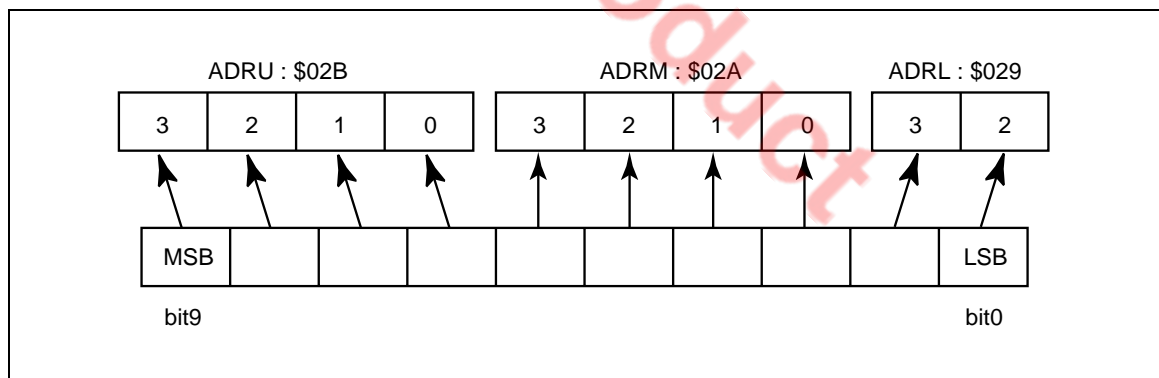 ADRU : $02B ADRM : $02A ADRL : $029
3 2 1 0 3 2 1 0 3 2
MSB LSB
bit9 bit0
oduct